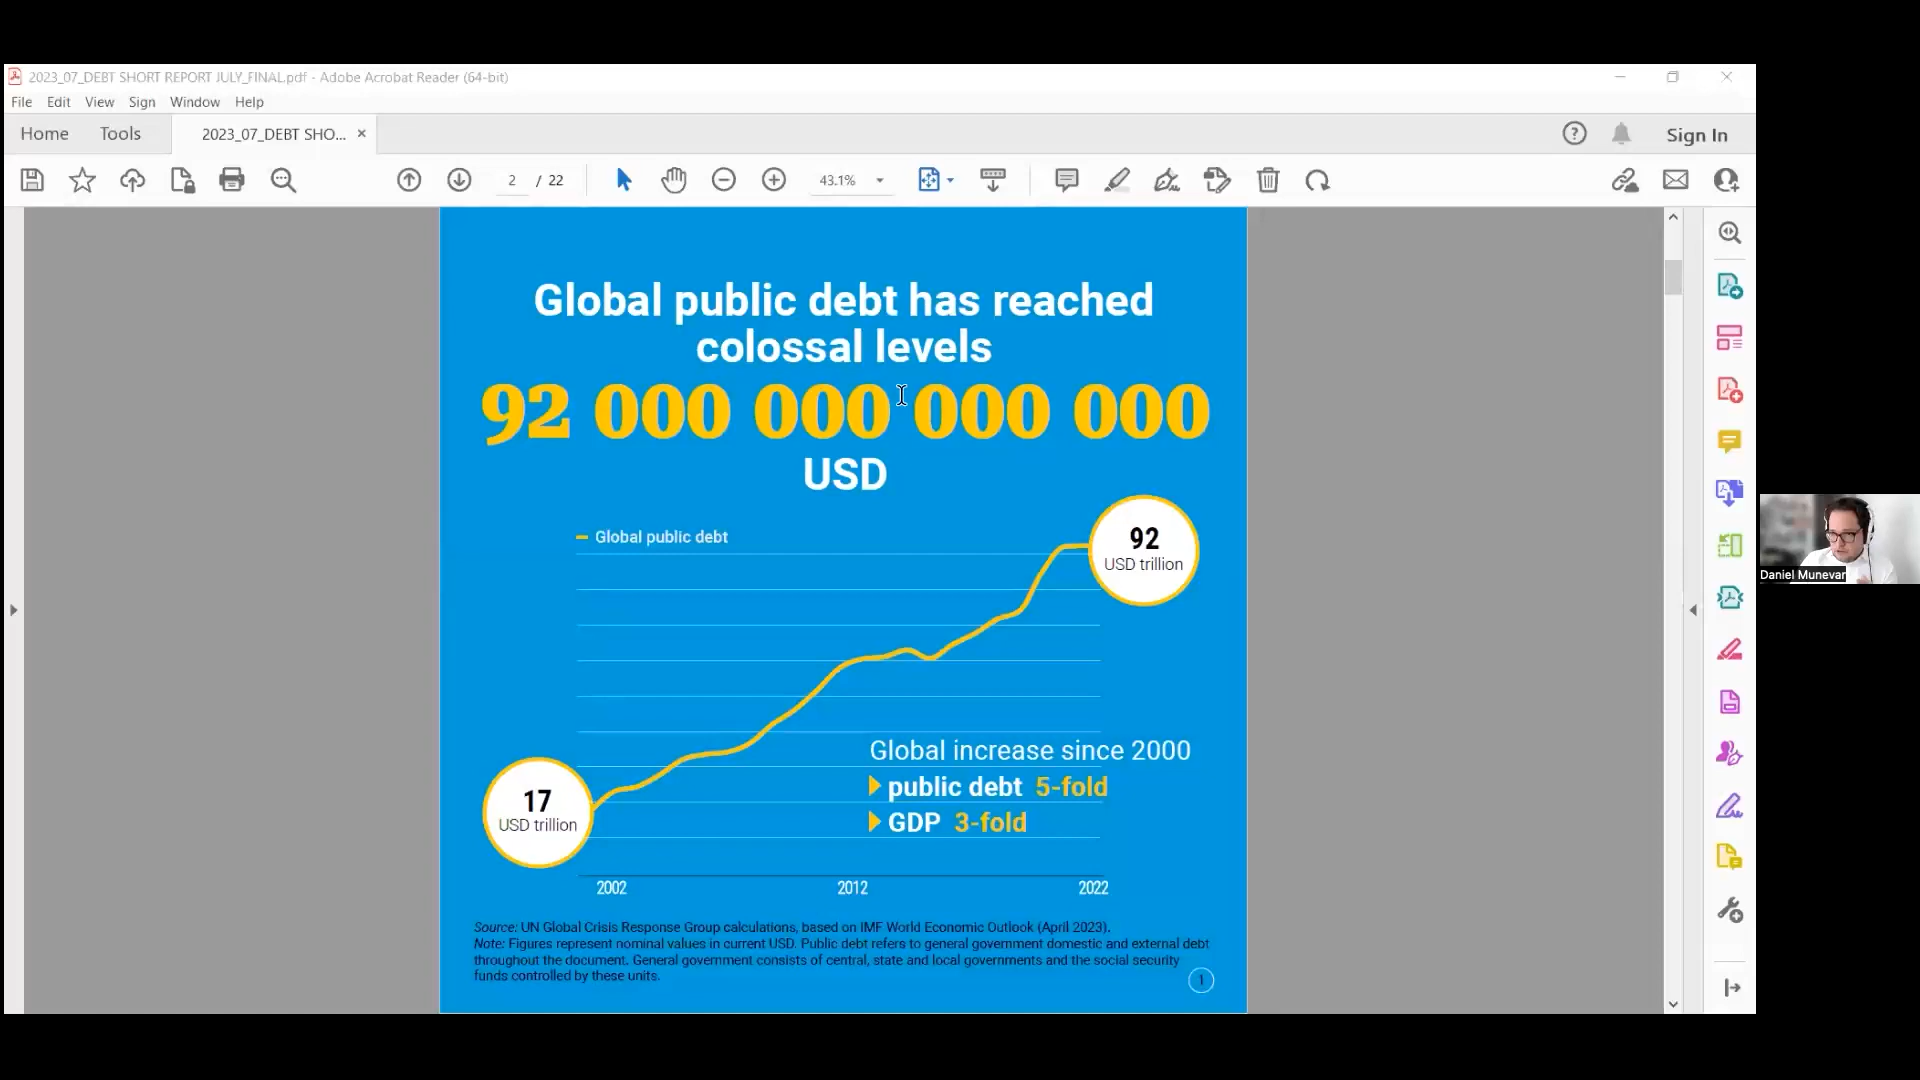 2023_07_DEBT SHORT REPORT JULY_FINAL.pdf - Adobe Acrobat Reader (64-bit)
File Edit View Sign Window Help
Home Tools 2023_07_DEBT SHO... × Sign In
2 / 22 43.1%
Global public debt has reached
colossal levels
92 000 000 000 000
USD
Global public debt
92
USD trillion
Global increase since 2000
public debt 5-fold
GDP 3-fold
17
USD trillion
2002 2012 2022
Source: UN Global Crisis Response Group calculations, based on IMF World Economic Outlook (April 2023).
Note: Figures represent nominal values in current USD. Public debt refers to general government domestic and external debt
throughout the document. General government consists of central, state and local governments and the social security
funds controlled by these units.
1
Daniel Munevar